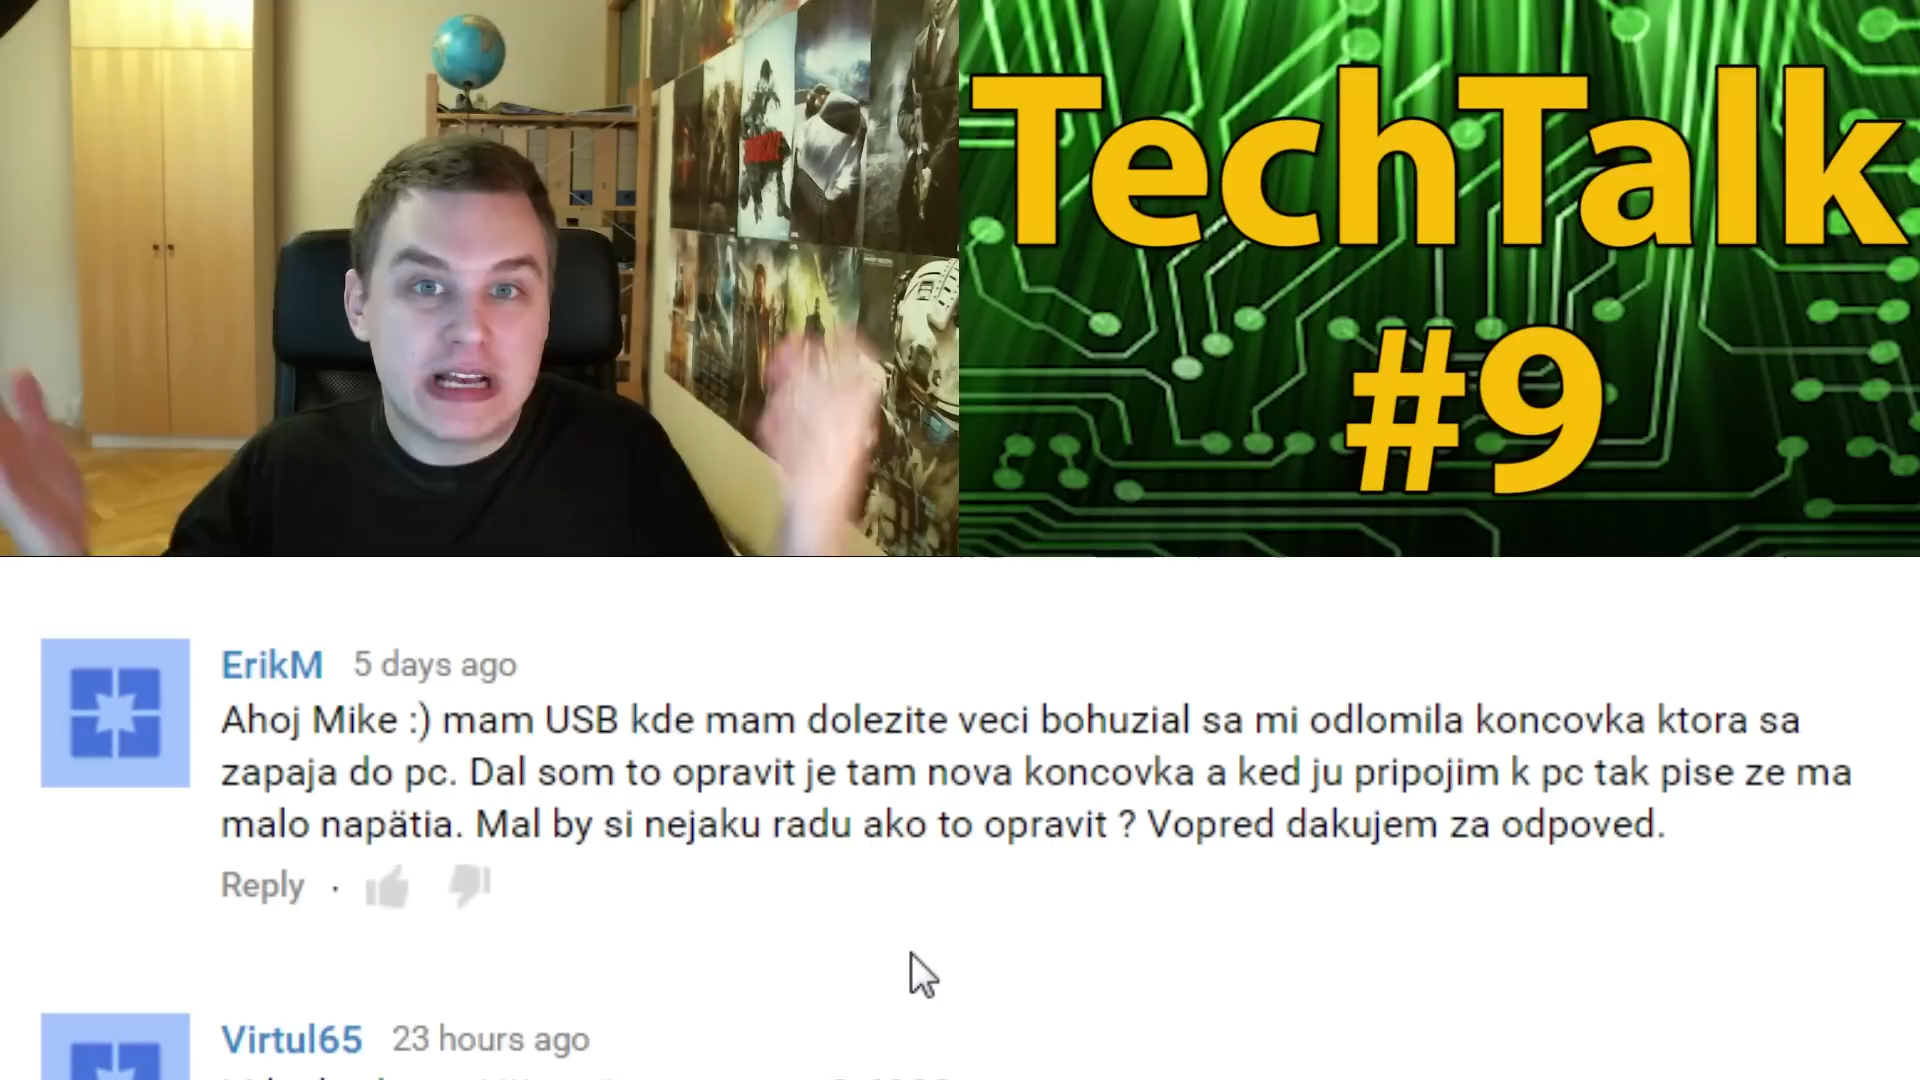 TechTalk
#9
ErikM 5 days ago
Ahoj Mike :) mam USB kde mam dolezite veci bohuzial sa mi odlomila koncovka ktora sa
zapaja do pc. Dal som to opravit je tam nova koncovka a ked ju pripojim k pc tak pise ze ma
malo napätia. Mal by si nejaku radu ako to opravit ? Vopred dakujem za odpoved.
Reply ·
Virtul65 23 hours ago